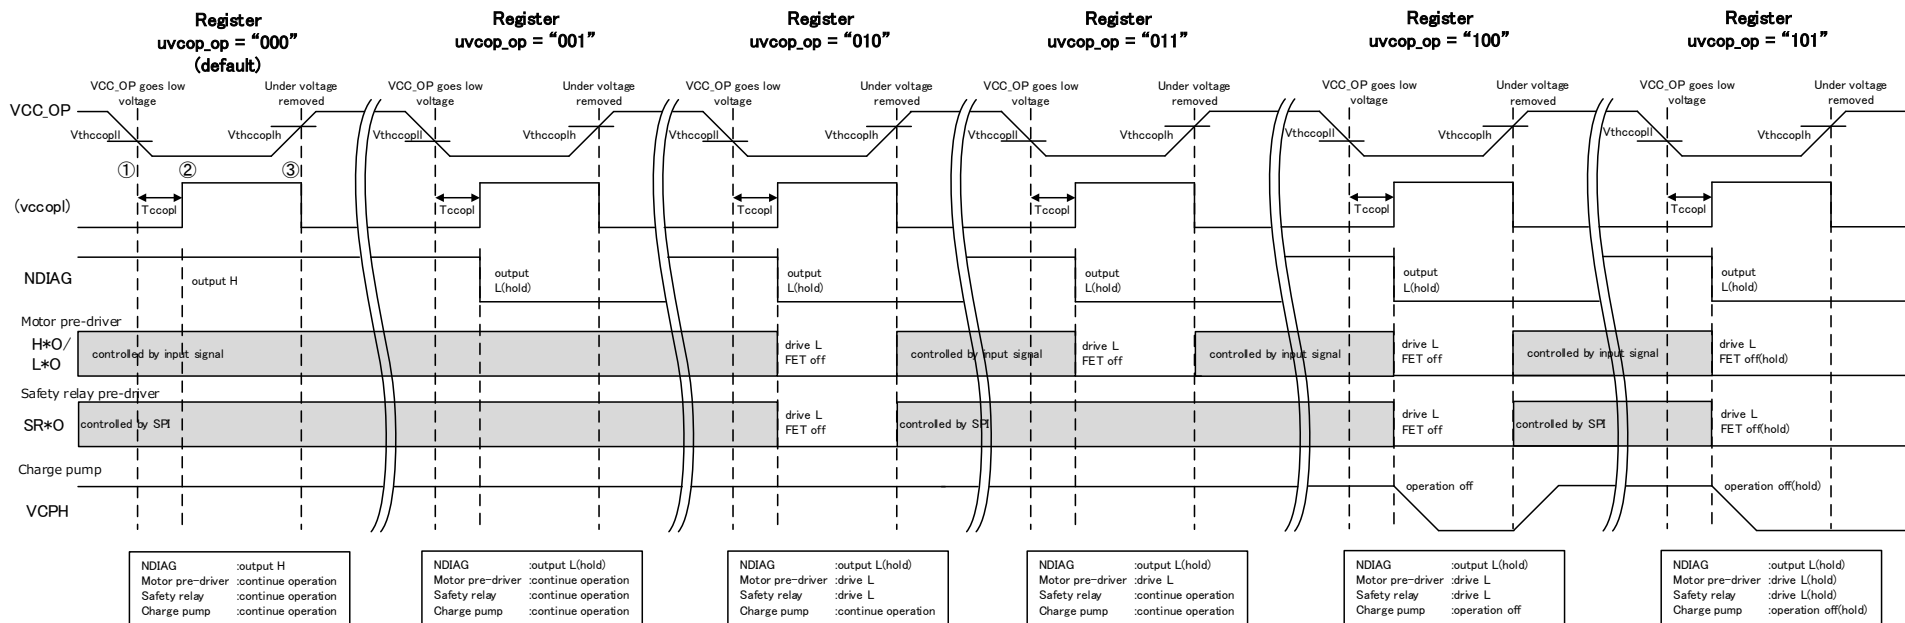 Register
uvcop_op = “000”
(default)
Register
uvcop_op = “001”
Register
uvcop_op = “010”
Register
uvcop_op = “011”
Register
uvcop_op = “100”
Register
uvcop_op = “101”
VCC_OP goes low
voltage
Under voltage
removed
VCC_OP goes low
voltage
Under voltage
removed
VCC_OP goes low
voltage
Under voltage
removed
VCC_OP goes low
voltage
Under voltage
removed
VCC_OP goes low
voltage
Under voltage
removed
VCC_OP goes low
voltage
Under voltage
removed
VCC_OP
Vthccopll
Vthccoplh
Vthccopll
Vthccoplh
Vthccopll
Vthccoplh
Vthccopll
Vthccoplh
Vthccopll
Vthccoplh
Vthccopll
Vthccoplh
① ② ③
(vccopl)
Tccopl
Tccopl
Tccopl
Tccopl
Tccopl
Tccopl
NDIAG
output H
output
L(hold)
output
L(hold)
output
L(hold)
output
L(hold)
output
L(hold)
Motor pre-driver
H*O/
L*O
controlled by input signal
drive L
FET off
controlled by input signal
drive L
FET off
controlled by input signal
drive L
FET off
controlled by input signal
drive L
FET off(hold)
Safety relay pre-driver
SR*O
controlled by SPI
drive L
FET off
controlled by SPI
drive L
FET off
controlled by SPI
drive L
FET off(hold)
Charge pump
VCPH
operation off
operation off(hold)
NDIAG :output H
Motor pre-driver :continue operation
Safety relay :continue operation
Charge pump :continue operation
NDIAG :output L(hold)
Motor pre-driver :continue operation
Safety relay :continue operation
Charge pump :continue operation
NDIAG :output L(hold)
Motor pre-driver :drive L
Safety relay :drive L
Charge pump :continue operation
NDIAG :output L(hold)
Motor pre-driver :drive L
Safety relay :continue operation
Charge pump :continue operation
NDIAG :output L(hold)
Motor pre-driver :drive L
Safety relay :drive L
Charge pump :operation off
NDIAG :output L(hold)
Motor pre-driver :drive L(hold)
Safety relay :drive L(hold)
Charge pump :operation off(hold)